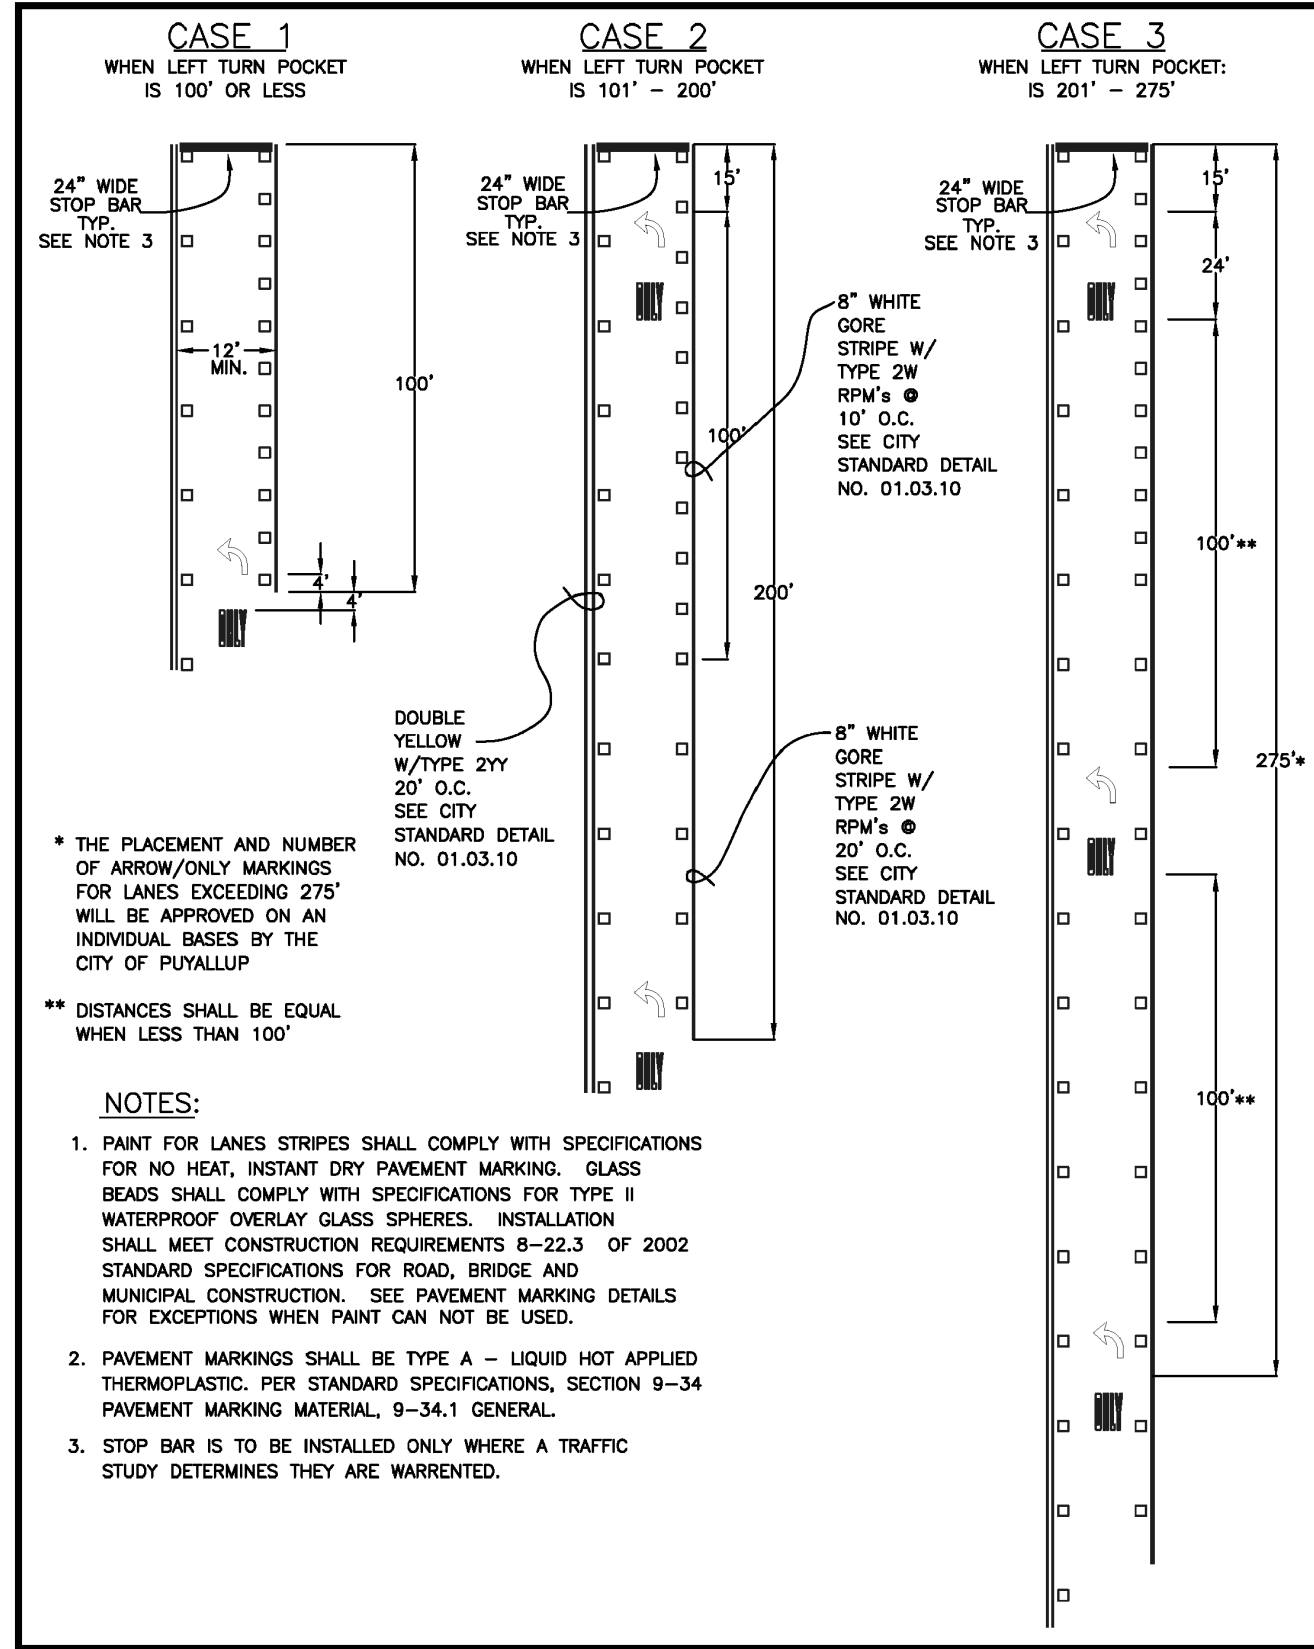 CASE 1
WHEN LEFT TURN POCKET
IS 100' OR LESS
24" WIDE
STOP BAR
TYP.
SEE NOTE 3
12'
MIN.
100'
4'
4'
ONLY
CASE 2
WHEN LEFT TURN POCKET
IS 101' – 200'
24" WIDE
STOP BAR
TYP.
SEE NOTE 3
15'
ONLY
100'
200'
8" WHITE
GORE
STRIPE W/
TYPE 2W
RPM's @
10' O.C.
SEE CITY
STANDARD DETAIL
NO. 01.03.10
DOUBLE
YELLOW
W/TYPE 2YY
20' O.C.
SEE CITY
STANDARD DETAIL
NO. 01.03.10
8" WHITE
GORE
STRIPE W/
TYPE 2W
RPM's @
20' O.C.
SEE CITY
STANDARD DETAIL
NO. 01.03.10
ONLY
CASE 3
WHEN LEFT TURN POCKET:
IS 201' – 275'
24" WIDE
STOP BAR
TYP.
SEE NOTE 3
15'
24'
ONLY
100'**
275'*
ONLY
100'**
ONLY
* THE PLACEMENT AND NUMBER
OF ARROW/ONLY MARKINGS
FOR LANES EXCEEDING 275'
WILL BE APPROVED ON AN
INDIVIDUAL BASES BY THE
CITY OF PUYALLUP
** DISTANCES SHALL BE EQUAL
WHEN LESS THAN 100'
NOTES:
1. PAINT FOR LANES STRIPES SHALL COMPLY WITH SPECIFICATIONS
FOR NO HEAT, INSTANT DRY PAVEMENT MARKING. GLASS
BEADS SHALL COMPLY WITH SPECIFICATIONS FOR TYPE II
WATERPROOF OVERLAY GLASS SPHERES. INSTALLATION
SHALL MEET CONSTRUCTION REQUIREMENTS 8–22.3 OF 2002
STANDARD SPECIFICATIONS FOR ROAD, BRIDGE AND
MUNICIPAL CONSTRUCTION. SEE PAVEMENT MARKING DETAILS
FOR EXCEPTIONS WHEN PAINT CAN NOT BE USED.
2. PAVEMENT MARKINGS SHALL BE TYPE A – LIQUID HOT APPLIED
THERMOPLASTIC. PER STANDARD SPECIFICATIONS, SECTION 9–34
PAVEMENT MARKING MATERIAL, 9–34.1 GENERAL.
3. STOP BAR IS TO BE INSTALLED ONLY WHERE A TRAFFIC
STUDY DETERMINES THEY ARE WARRENTED.